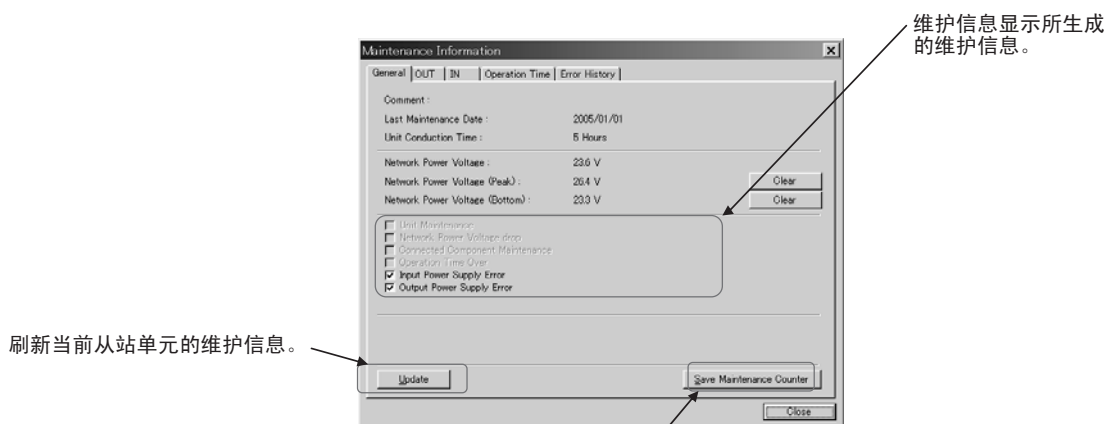 维护信息显示所生成
的维护信息。
Maintenance Information
General OUT IN Operation Time Error History
Comment :
Last Maintenance Date : 2005/01/01
Unit Conduction Time : 5 Hours
Network Power Voltage : 23.6 V
Network Power Voltage (Peak) : 26.4 V Clear
Network Power Voltage (Bottom) : 23.3 V Clear
Unit Maintenance
Network Power Voltage drop
Connected Component Maintenance
Operation Time Over
Input Power Supply Error
Output Power Supply Error
刷新当前从站单元的维护信息。
Update Save Maintenance Counter
Close